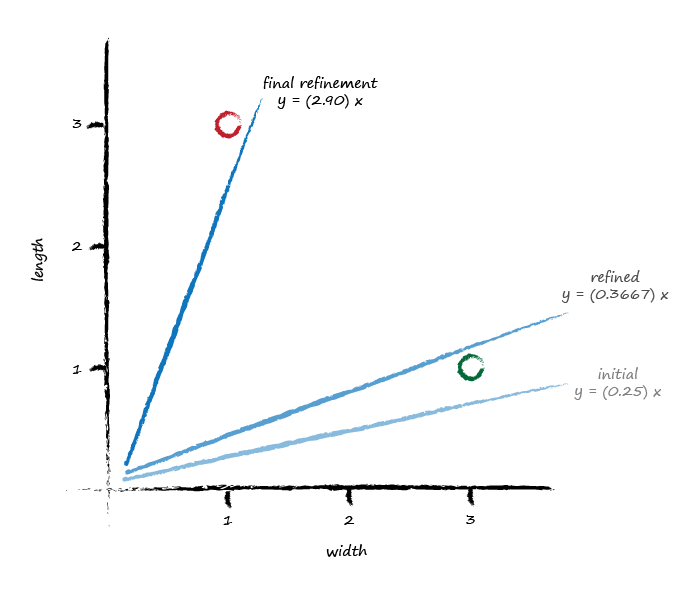 final refinement
y = (2.90) x
3
2
length
refined
y = (0.3667) x
1
initial
y = (0.25) x
1
2
3
width